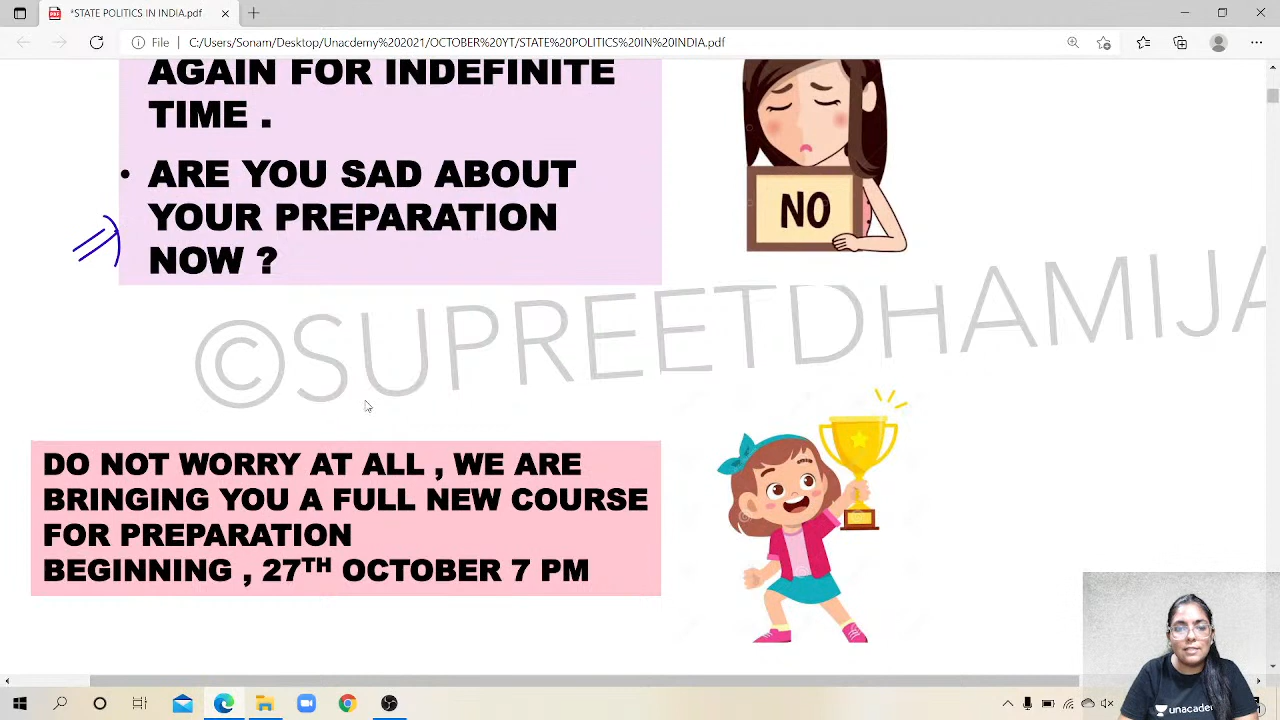 *STATE POLITICS IN INDIA.pdf
File
C:/Users/Sonam/Desktop/Unacdemy%202021/OCTOBER%20YT/STATE%20POLITICS%20IN%20INDIA.pdf
AGAIN FOR INDEFINITE
TIME .
• ARE YOU SAD ABOUT
YOUR PREPARATION
NOW ?
NO
©SUPREETDHAMIJA
DO NOT WORRY AT ALL , WE ARE
BRINGING YOU A FULL NEW COURSE
FOR PREPARATION
BEGINNING , 27TH OCTOBER 7 PM
unacade